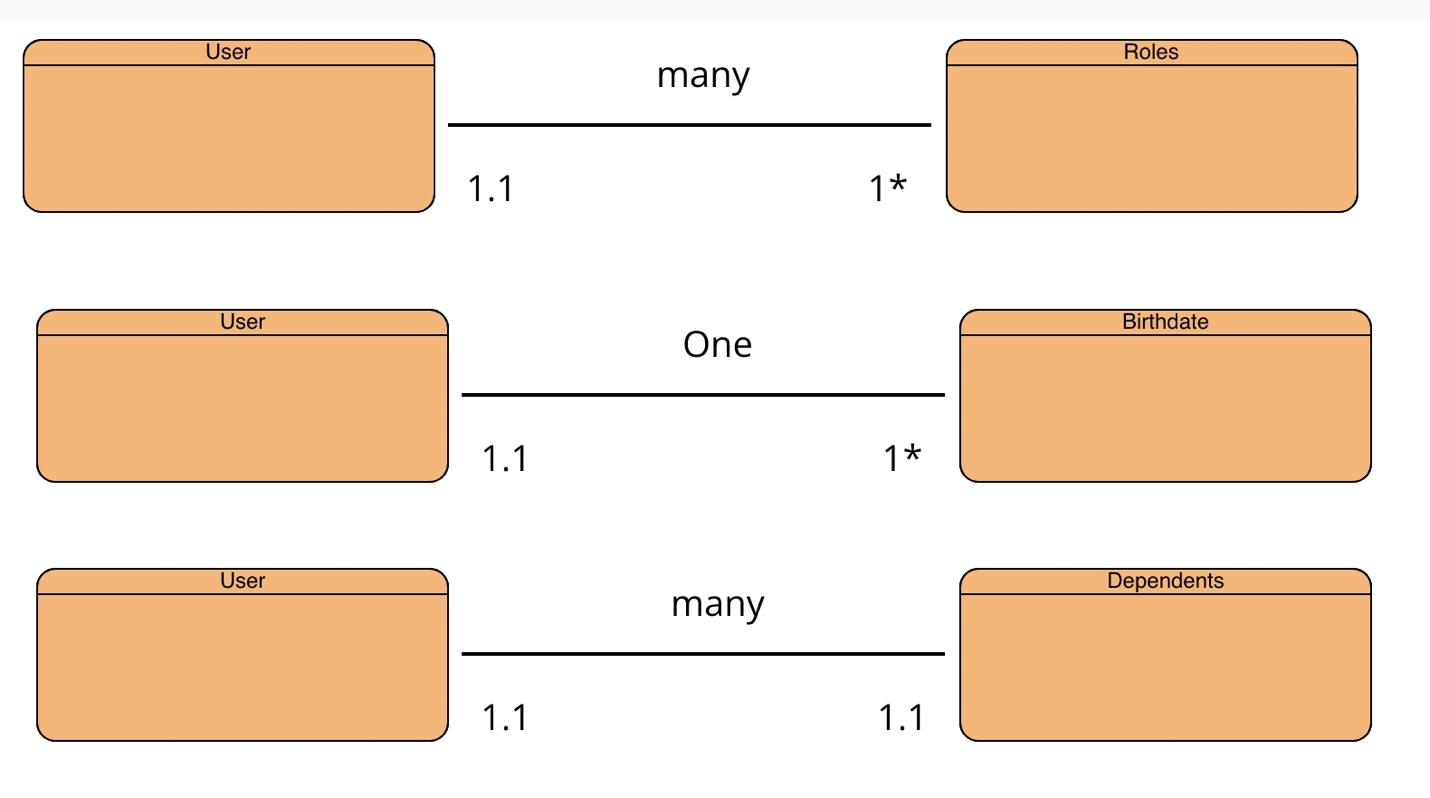 User
many
Roles
1.1
1*
User
One
Birthdate
1.1
1*
User
many
Dependents
1.1
1.1